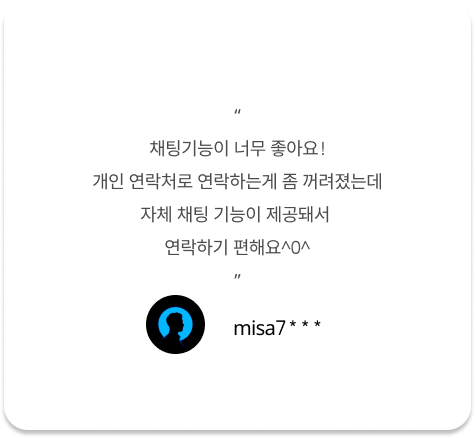 “
채팅기능이 너무 좋아요!
개인 연락처로 연락하는게 좀 꺼려졌는데
자체 채팅 기능이 제공돼서
연락하기 편해요^0^
”
misa7***